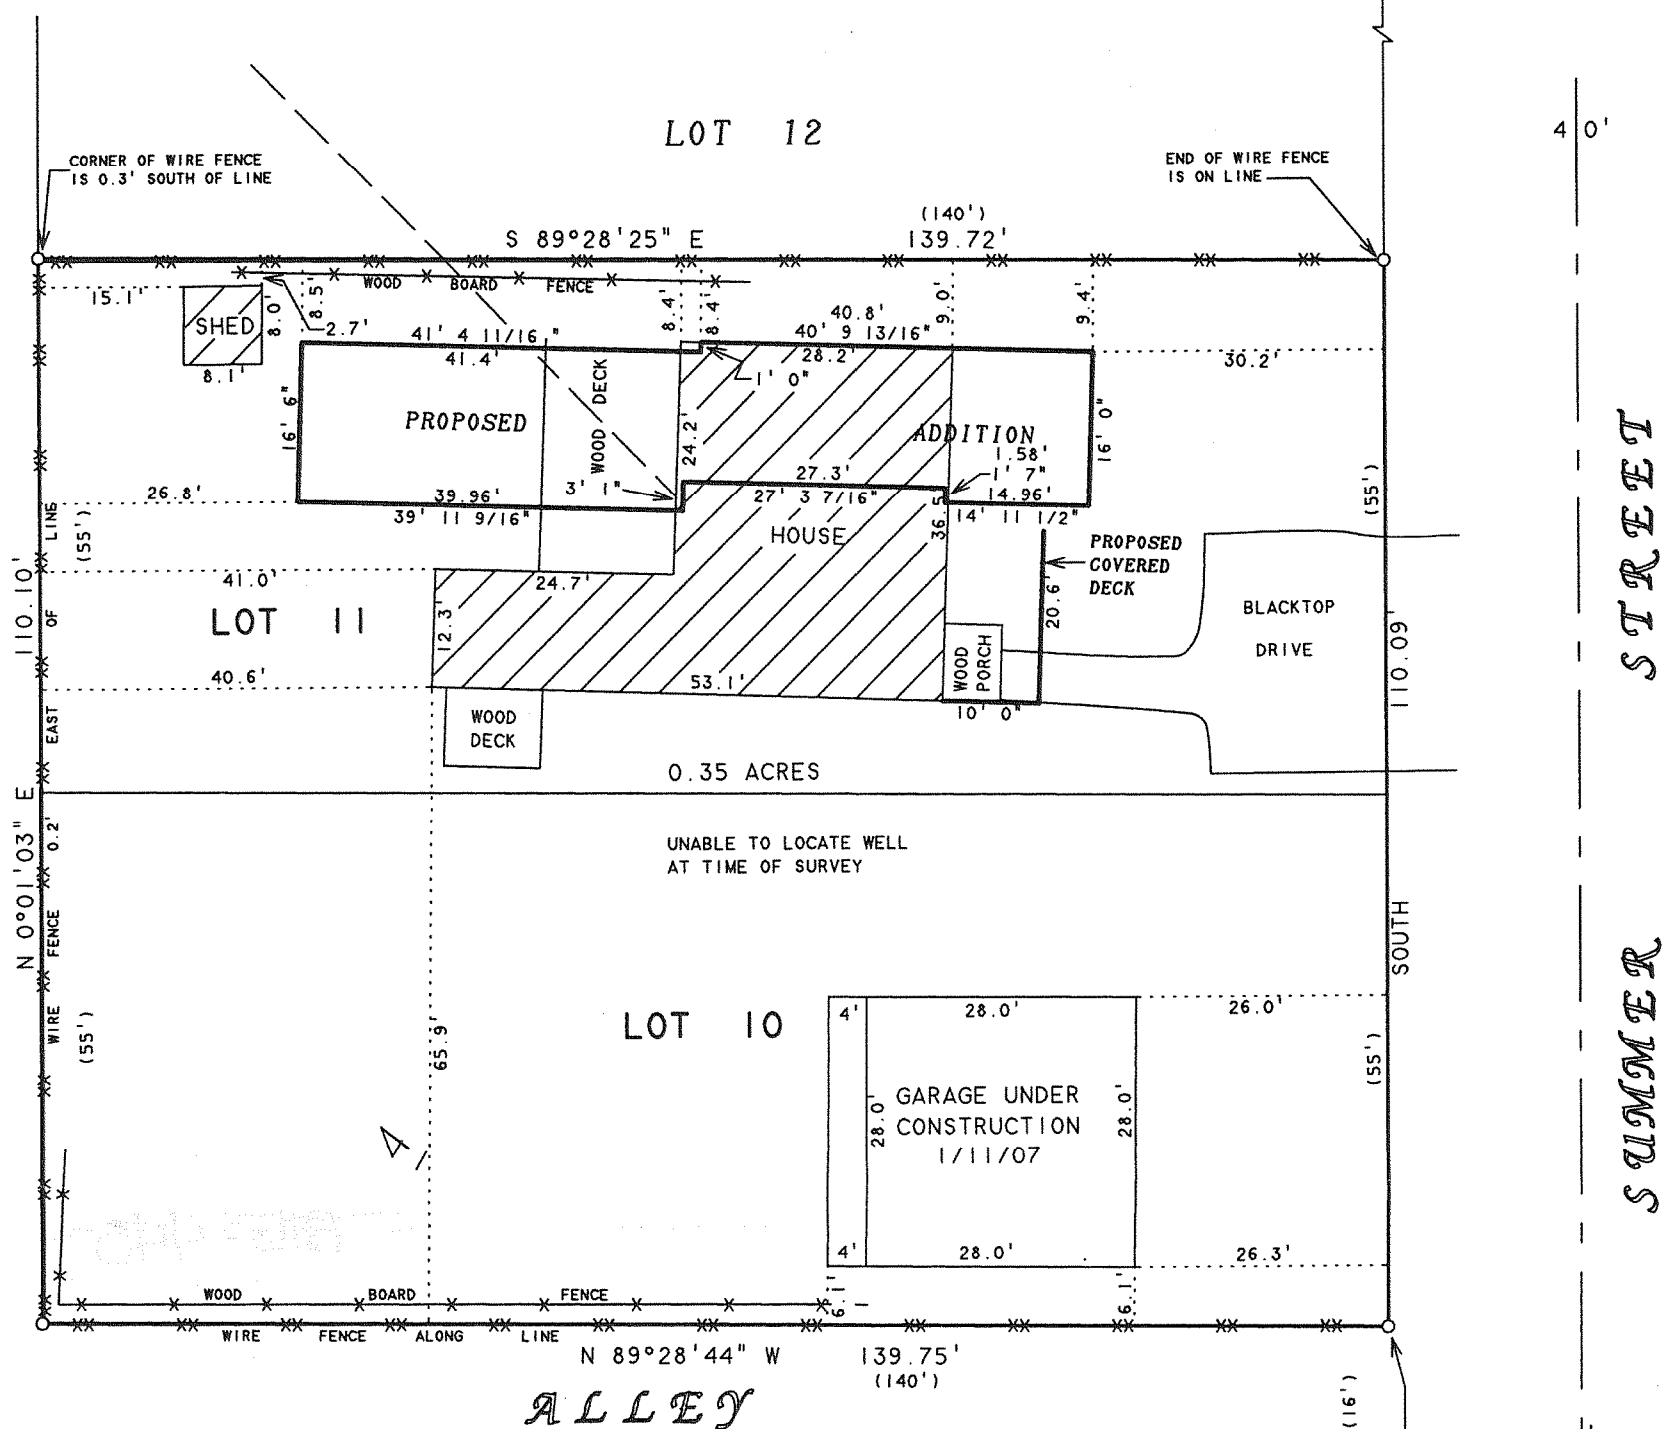 LOT 12
4 0'
CORNER OF WIRE FENCE
IS 0.3' SOUTH OF LINE
END OF WIRE FENCE
IS ON LINE
(140')
S 89°28'25" E
139.72'
WOOD BOARD FENCE
15.1'
SHED
8.0'
8.1'
2.7'
8.5'
8.4'
8.4'
9.0'
9.4'
41' 4 11/16"
41.4'
40.8'
40' 9 13/16"
28.2'
1' 0"
30.2'
16' 6"
PROPOSED
WOOD DECK
24.2'
ADDITION
16' 0"
1.58'
1' 7"
14.96'
14' 11 1/2"
27.3'
27' 3 7/16"
3' 1"
26.8'
39.96'
39' 11 9/16"
HOUSE
36.5'
PROPOSED
COVERED
DECK
20.6'
(55')
(55')
41.0'
24.7'
12.3'
LOT 11
110.10'
40.6'
53.1'
WOOD
PORCH
10' 0"
BLACKTOP
DRIVE
110.09'
WOOD
DECK
0.35 ACRES
UNABLE TO LOCATE WELL
AT TIME OF SURVEY
N 0°01'03" E
WIRE FENCE 0.2' EAST OF LINE
SOUTH
(55')
(55')
65.9'
LOT 10
4'
28.0'
26.0'
28.0'
GARAGE UNDER
CONSTRUCTION
1/11/07
28.0'
4'
28.0'
26.3'
6.1'
6.1'
WOOD BOARD FENCE
WIRE FENCE ALONG LINE
N 89°28'44" W
139.75'
(140')
ALLEY
(16')
SUMMER STREET